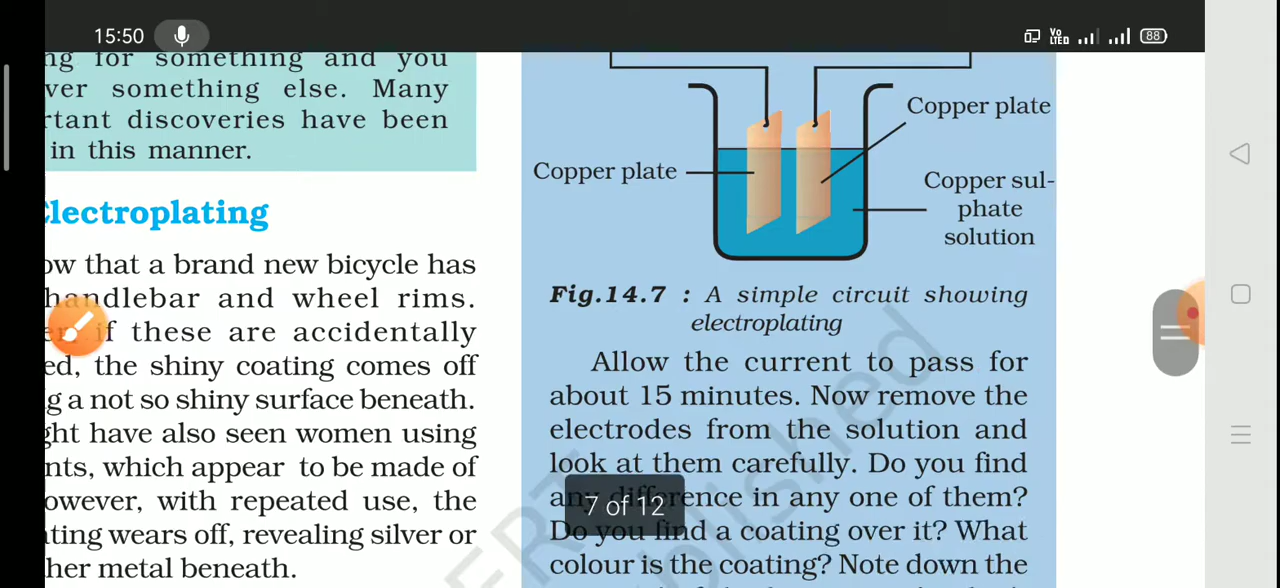 15:50
Vo LTED
88
ng for something and you
ver something else. Many
rtant discoveries have been
in this manner.
Electroplating
ow that a brand new bicycle has
handlebar and wheel rims.
er, if these are accidentally
ed, the shiny coating comes off
g a not so shiny surface beneath.
ght have also seen women using
nts, which appear to be made of
owever, with repeated use, the
ting wears off, revealing silver or
her metal beneath.
Copper plate
Copper plate
Copper sul-
phate
solution
Fig.14.7 : A simple circuit showing
electroplating
Allow the current to pass for
about 15 minutes. Now remove the
electrodes from the solution and
look at them carefully. Do you find
any difference in any one of them?
Do you find a coating over it? What
colour is the coating? Note down the
7 of 12